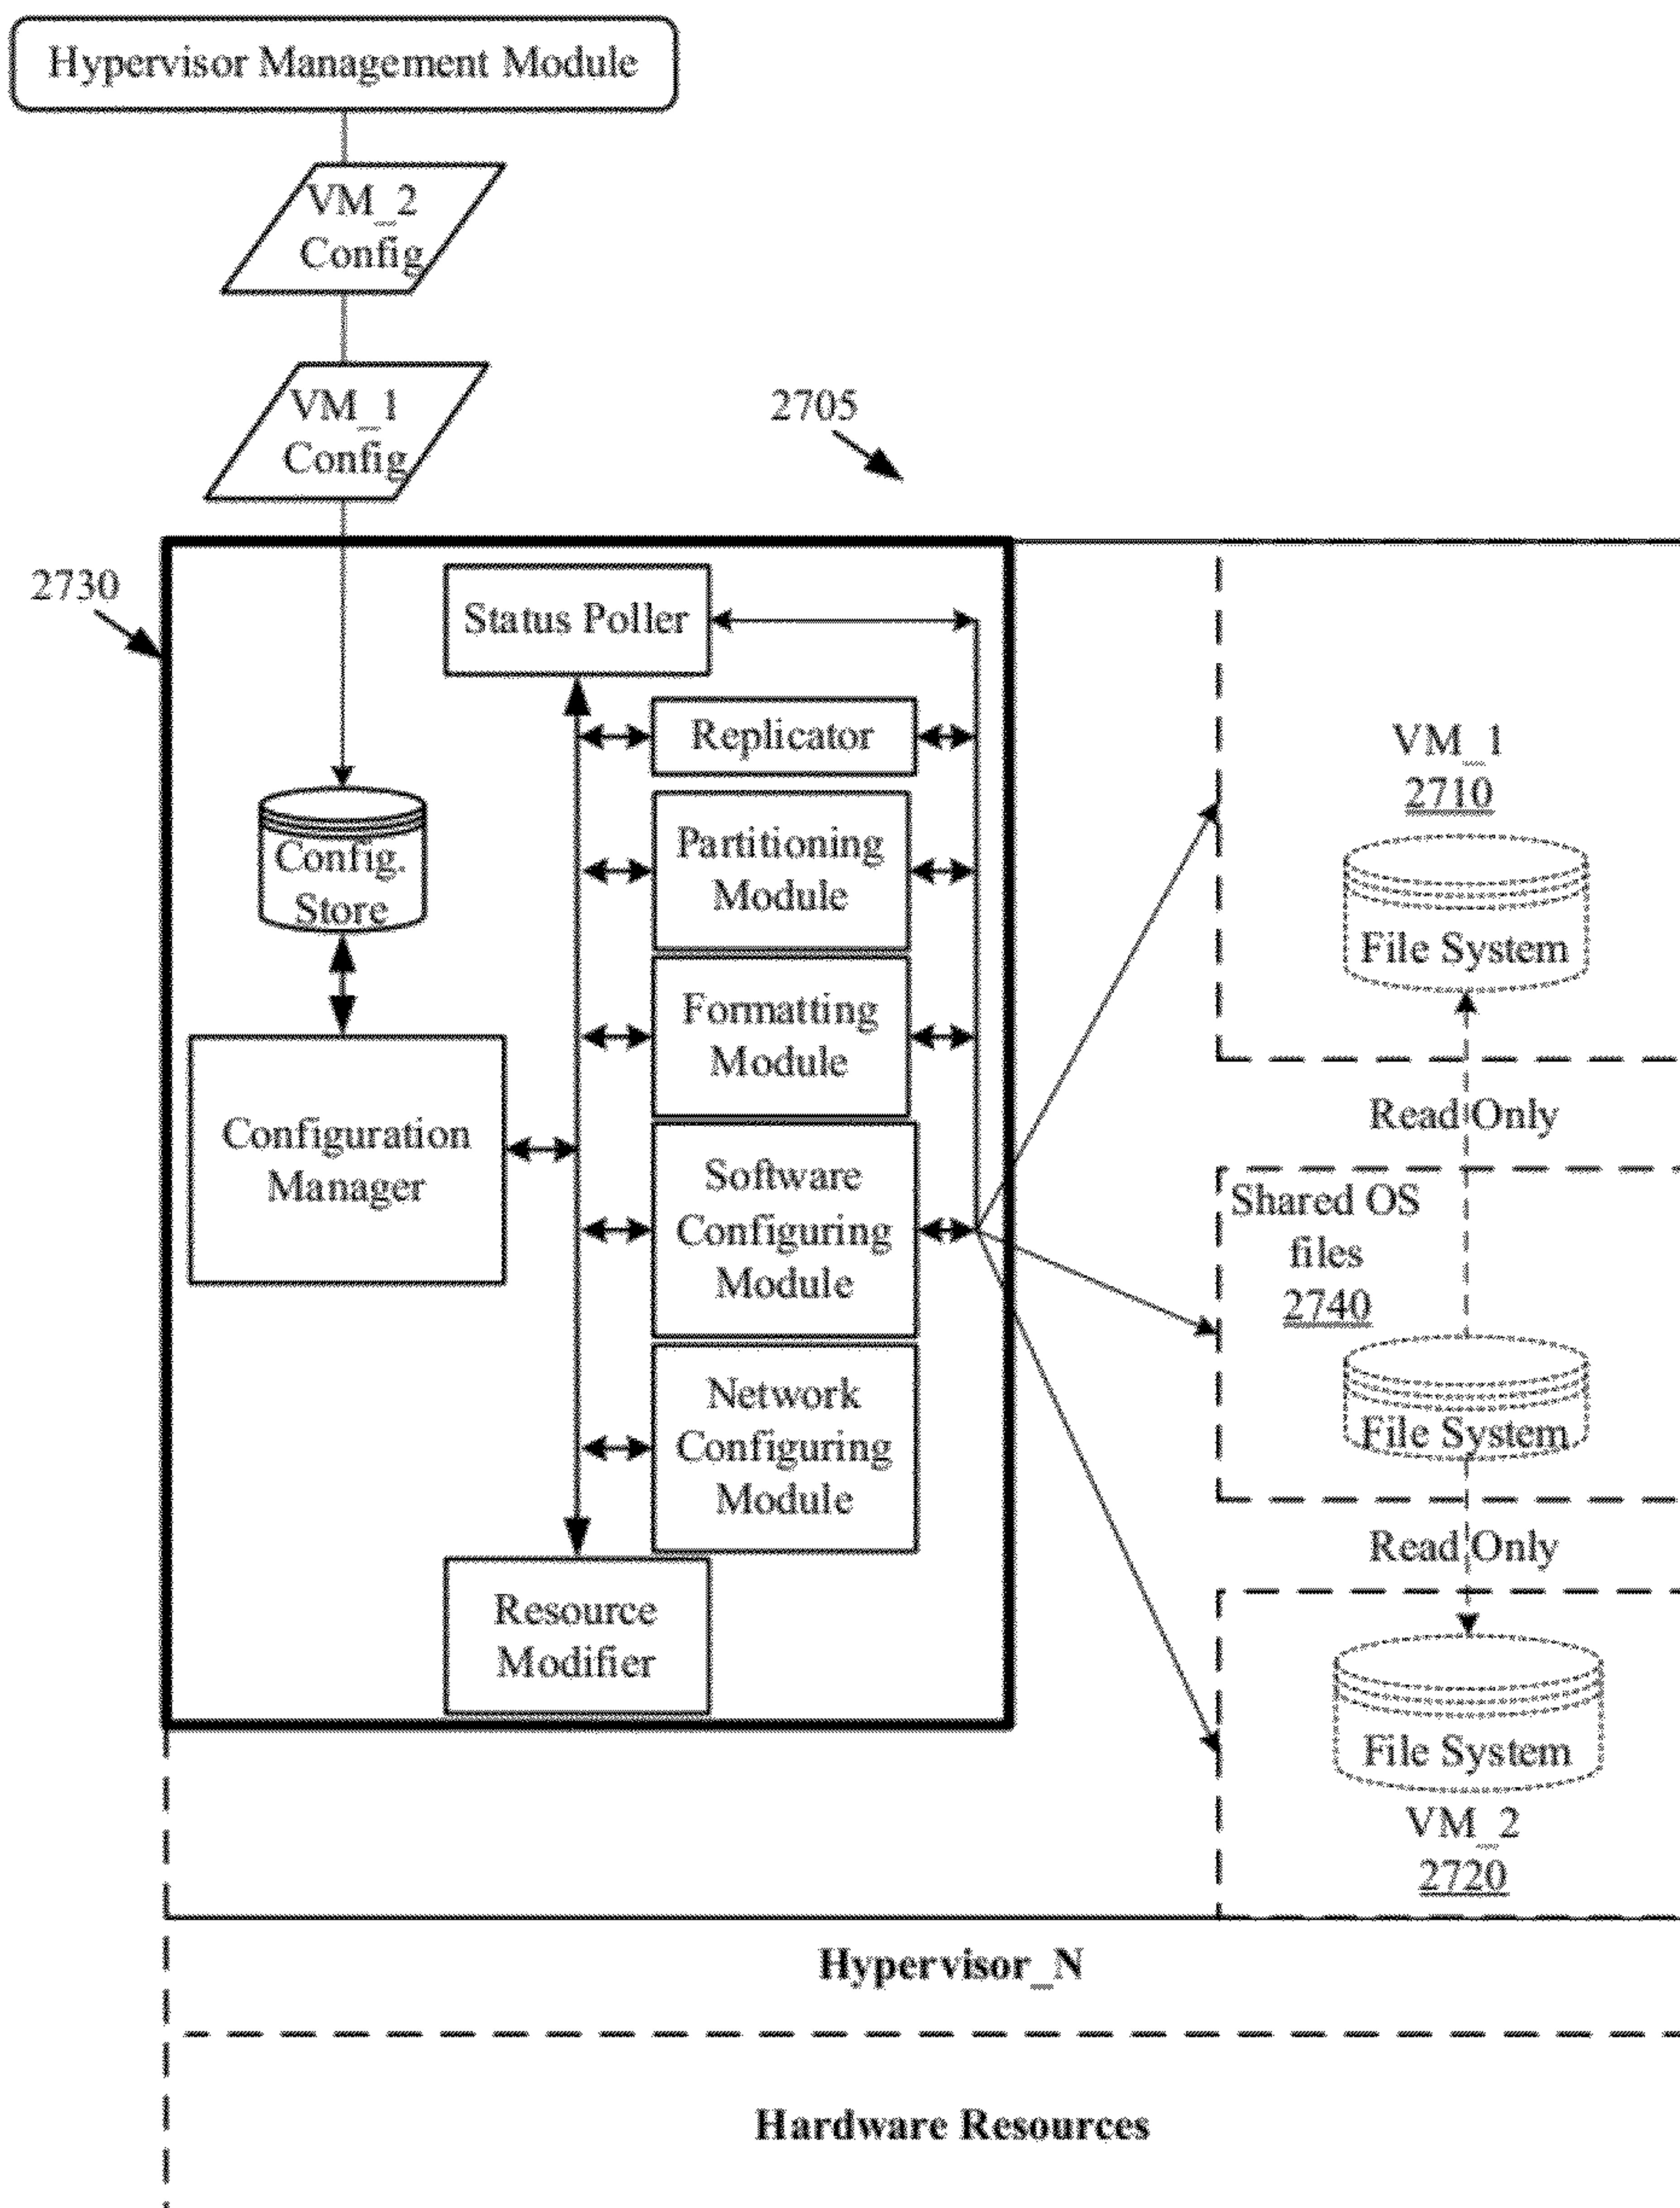 Hypervisor Management Module
VM_2
Config
VM_1
Config
2705
2730
Status Poller
Replicator
Partitioning
Module
Formatting
Module
Software
Configuring
Module
Network
Configuring
Module
Resource
Modifier
Config.
Store
Configuration
Manager
VM_1
2710
File System
Read Only
Shared OS
files
2740
File System
Read Only
File System
VM_2
2720
Hypervisor_N
Hardware Resources